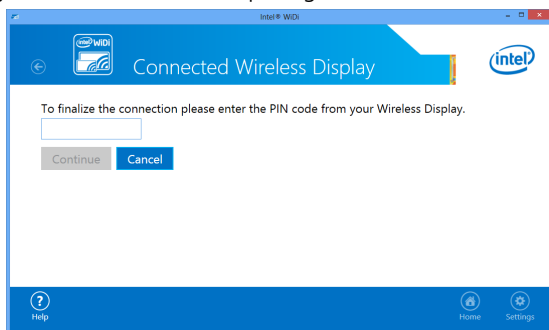 Intel® WiDi
intel WiDi
Connected Wireless Display
intel
To finalize the connection please enter the PIN code from your Wireless Display.
Continue Cancel
? 
Help Home Settings